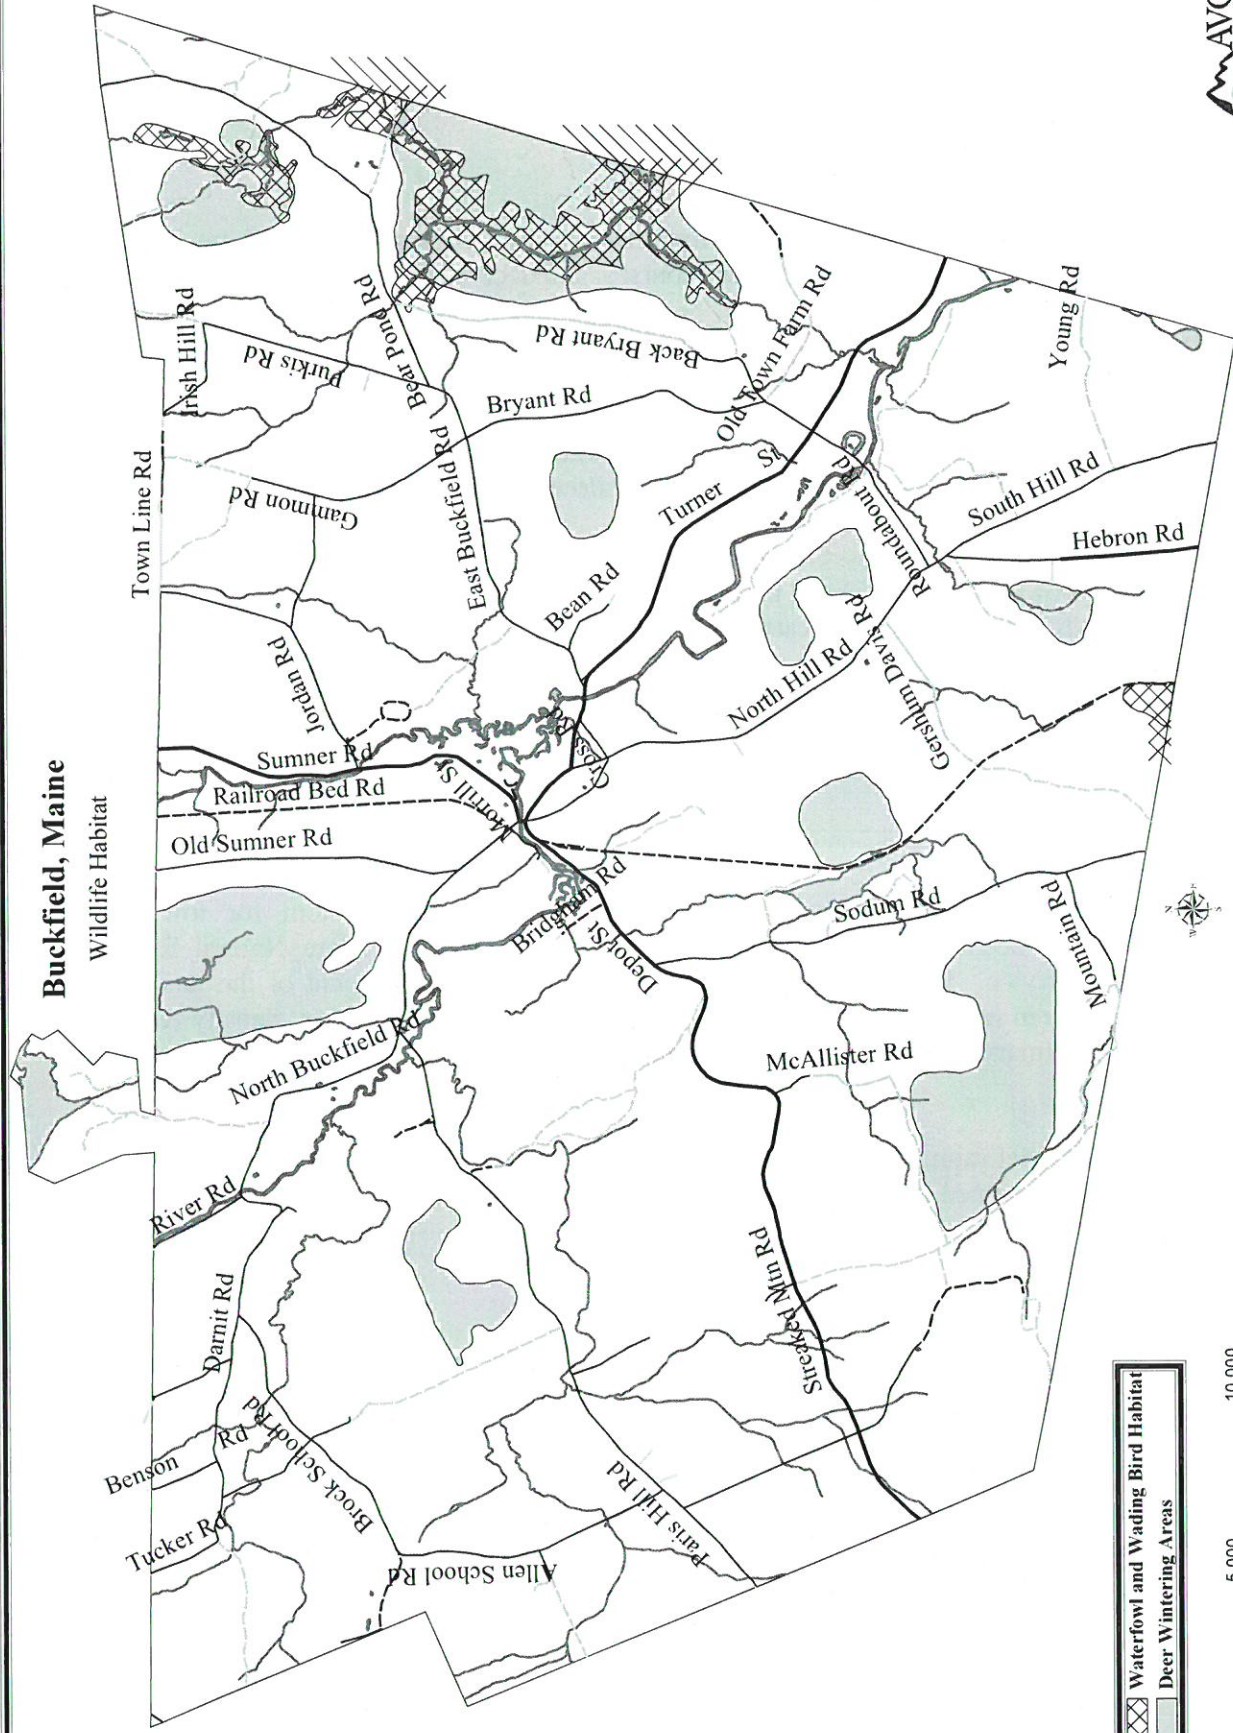 Buckfield, Maine
Wildlife Habitat
Town Line Rd
Irish Hill Rd
Purkis Rd
Bear Pond Rd
Back Bryant Rd
Bryant Rd
Old Town Farm Rd
Young Rd
Gammon Rd
East Buckfield Rd
Turner St
Roundabout Rd
South Hill Rd
Hebron Rd
Bean Rd
Jordan Rd
North Hill Rd
Gershum Davis Rd
Sumner Rd
Railroad Bed Rd
Morrill St
Cross Rd
Old Sumner Rd
Bridgham Rd
Depot St
Sodum Rd
Mountain Rd
North Buckfield Rd
McAllister Rd
River Rd
Darnit Rd
Streaked Mtn Rd
Benson Rd
Brock School Rd
Tucker Rd
Paris Hill Rd
Allen School Rd
Waterfowl and Wading Bird Habitat
Deer Wintering Areas
5,000
10,000
N
E
S
W